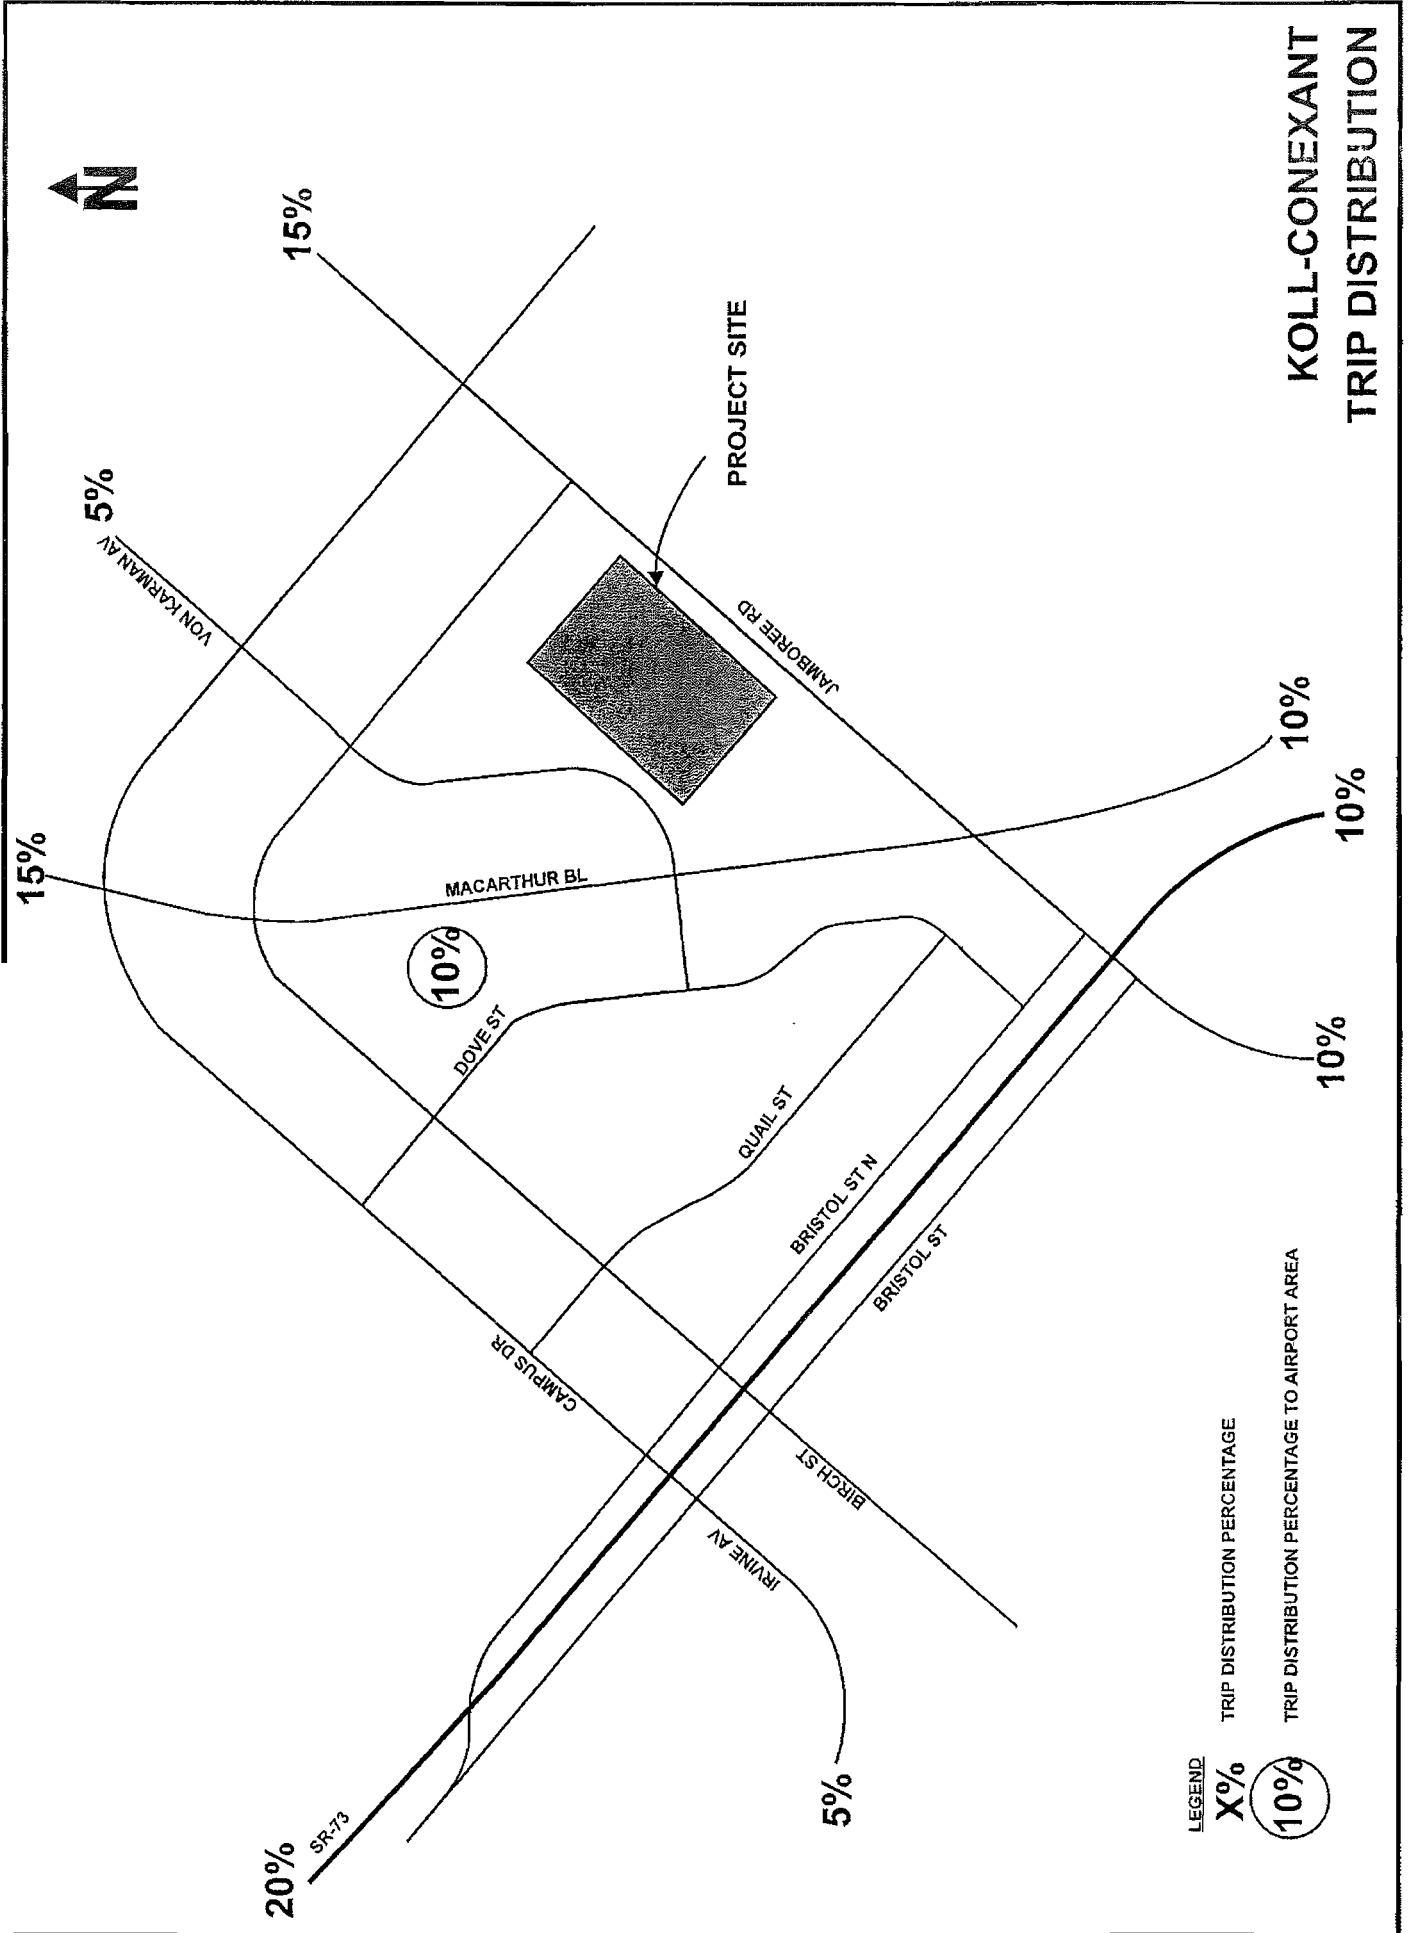 N
15%
5%
15%
VON KARMAN AV
PROJECT SITE
JAMBOREE RD
MACARTHUR BL
10%
DOVE ST
QUAIL ST
BRISTOL ST N
BRISTOL ST
CAMPUS DR
BIRCH ST
IRVINE AV
SR-73
20%
5%
10%
10%
10%
LEGEND
X% TRIP DISTRIBUTION PERCENTAGE
10% TRIP DISTRIBUTION PERCENTAGE TO AIRPORT AREA
KOLL-CONEXANT
TRIP DISTRIBUTION